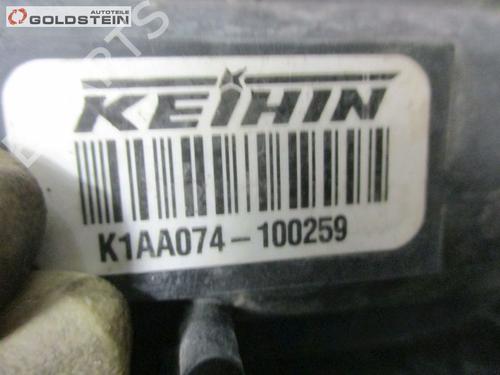 AUTOTEILE
GOLDSTEIN
KEIHIN
K1AA074-100259